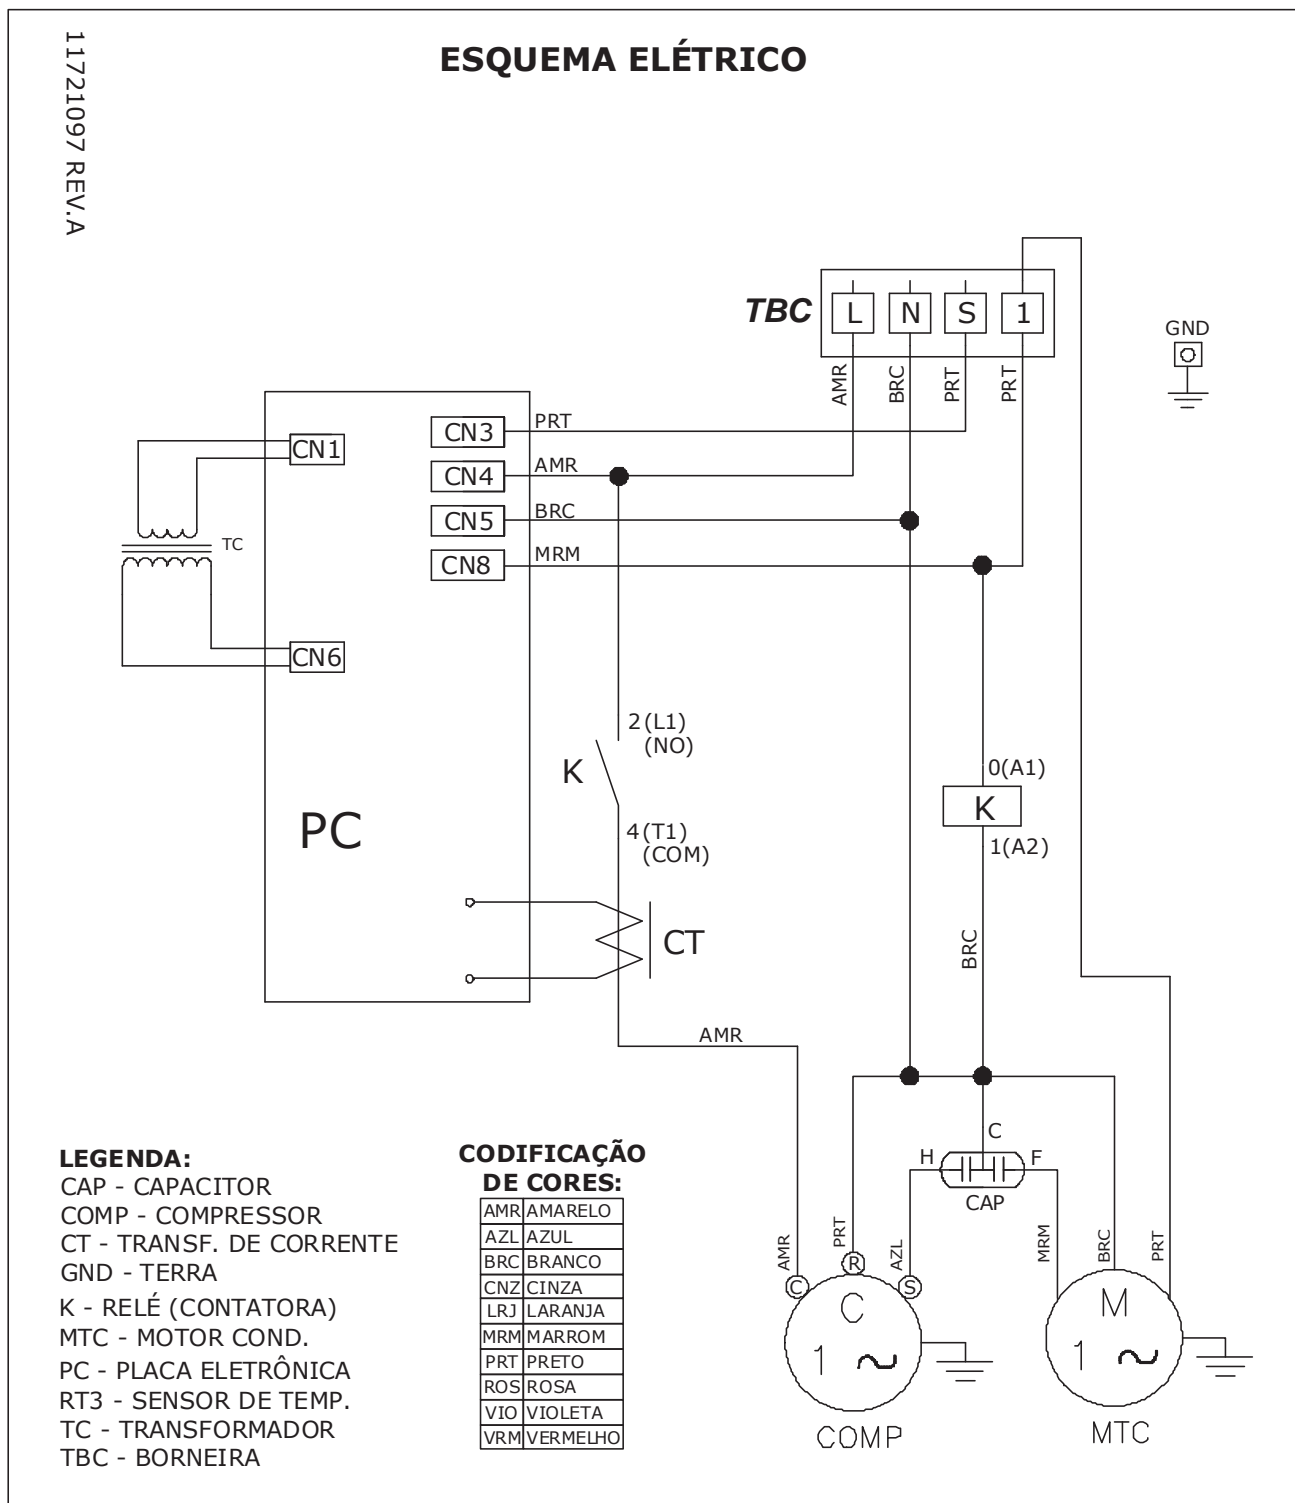 11721097 REV.A
ESQUEMA ELÉTRICO
TBC
L N S 1
GND
AMR
BRC
PRT
PRT
CN1
CN3
PRT
CN4
AMR
CN5
BRC
CN8
MRM
TC
CN6
2(L1)
(NO)
K
0(A1)
K
1(A2)
4(T1)
(COM)
PC
CT
BRC
AMR
C
H
F
CAP
AMR
PRT
AZL
MRM
BRC
PRT
C
R
S
C
1
COMP
M
1
MTC
LEGENDA:
CAP - CAPACITOR
COMP - COMPRESSOR
CT - TRANSF. DE CORRENTE
GND - TERRA
K - RELÉ (CONTATORA)
MTC - MOTOR COND.
PC - PLACA ELETRÔNICA
RT3 - SENSOR DE TEMP.
TC - TRANSFORMADOR
TBC - BORNEIRA
CODIFICAÇÃO
DE CORES:
AMR AMARELO
AZL AZUL
BRC BRANCO
CNZ CINZA
LRJ LARANJA
MRM MARROM
PRT PRETO
ROS ROSA
VIO VIOLETA
VRM VERMELHO